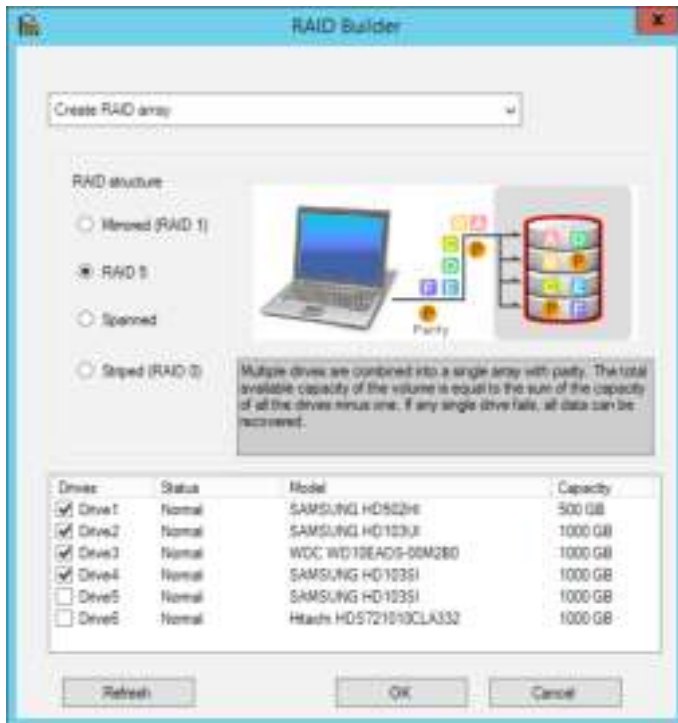 RAID Builder
x
Create RAID array
RAID structure
Mirrored (RAID 1)
RAID 5
Spanned
Striped (RAID 0)
Parity
Multiple drives are combined into a single array with parity. The total
available capacity of the volume is equal to the sum of the capacity
of all the drives minus one. If any single drive fails, all data can be
recovered.
Drives Status Model Capacity
Drive1 Normal SAMSUNG HD502HI 500 GB
Drive2 Normal SAMSUNG HD103UI 1000 GB
Drive3 Normal WDC WD10EADS-00M2B0 1000 GB
Drive4 Normal SAMSUNG HD103SI 1000 GB
Drive5 Normal SAMSUNG HD103SI 1000 GB
Drive6 Normal Hitachi HDS721010CLA332 1000 GB
Refresh OK Cancel